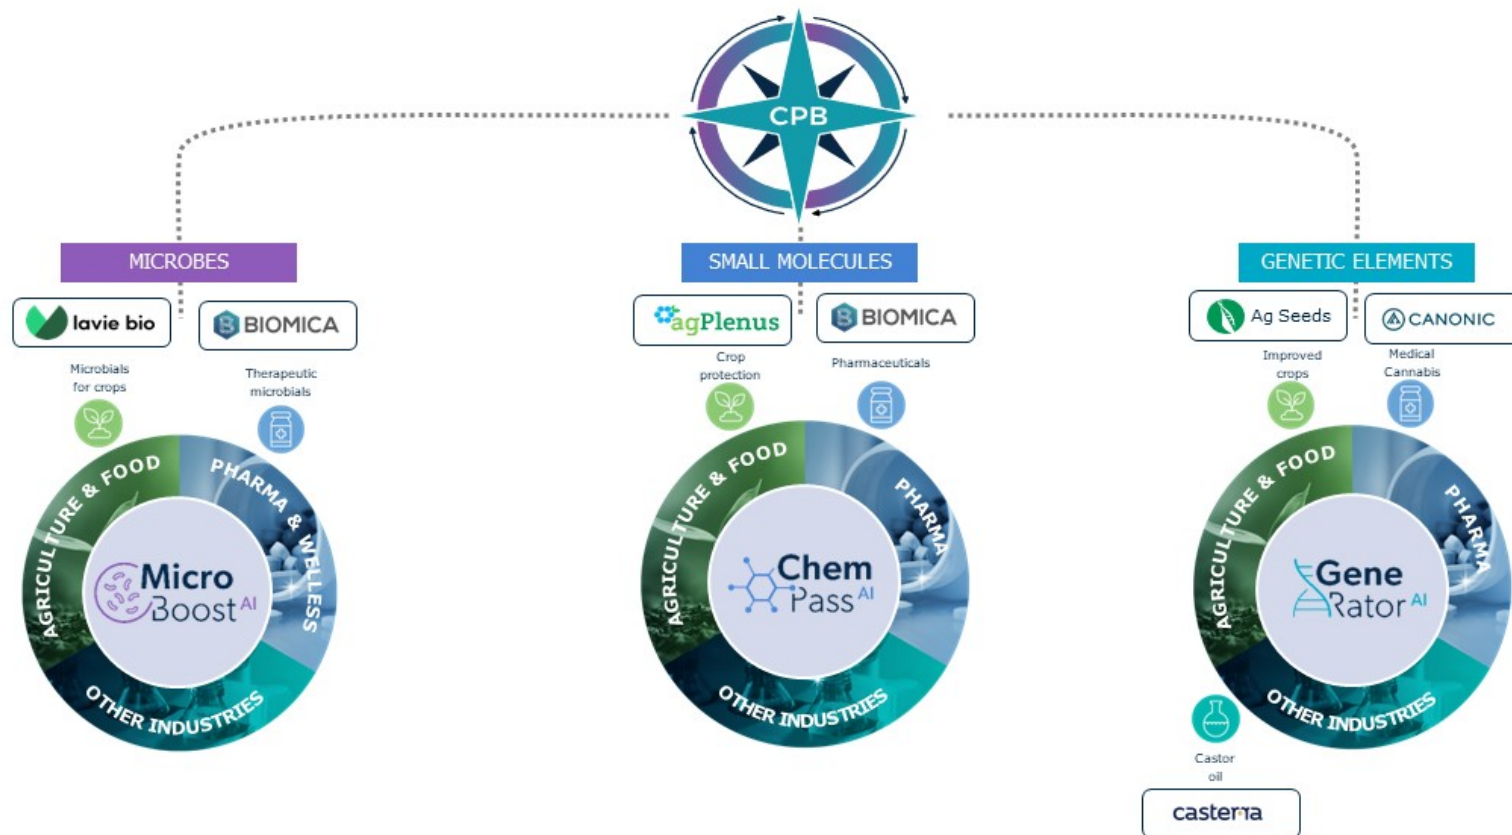 CPB
MICROBES
SMALL MOLECULES
GENETIC ELEMENTS
lavie bio
BIOMICA
agPlenus
BIOMICA
Ag Seeds
CANONIC
Microbials
for crops
Therapeutic
microbials
Crop
protection
Pharmaceuticals
Improved
crops
Medical
Cannabis
AGRICULTURE & FOOD
PHARMA & WELLESS
OTHER INDUSTRIES
Micro
Boost AI
AGRICULTURE & FOOD
PHARMA
OTHER INDUSTRIES
Chem
Pass AI
AGRICULTURE & FOOD
PHARMA
OTHER INDUSTRIES
Gene
Rator AI
Castor
oil
casterra